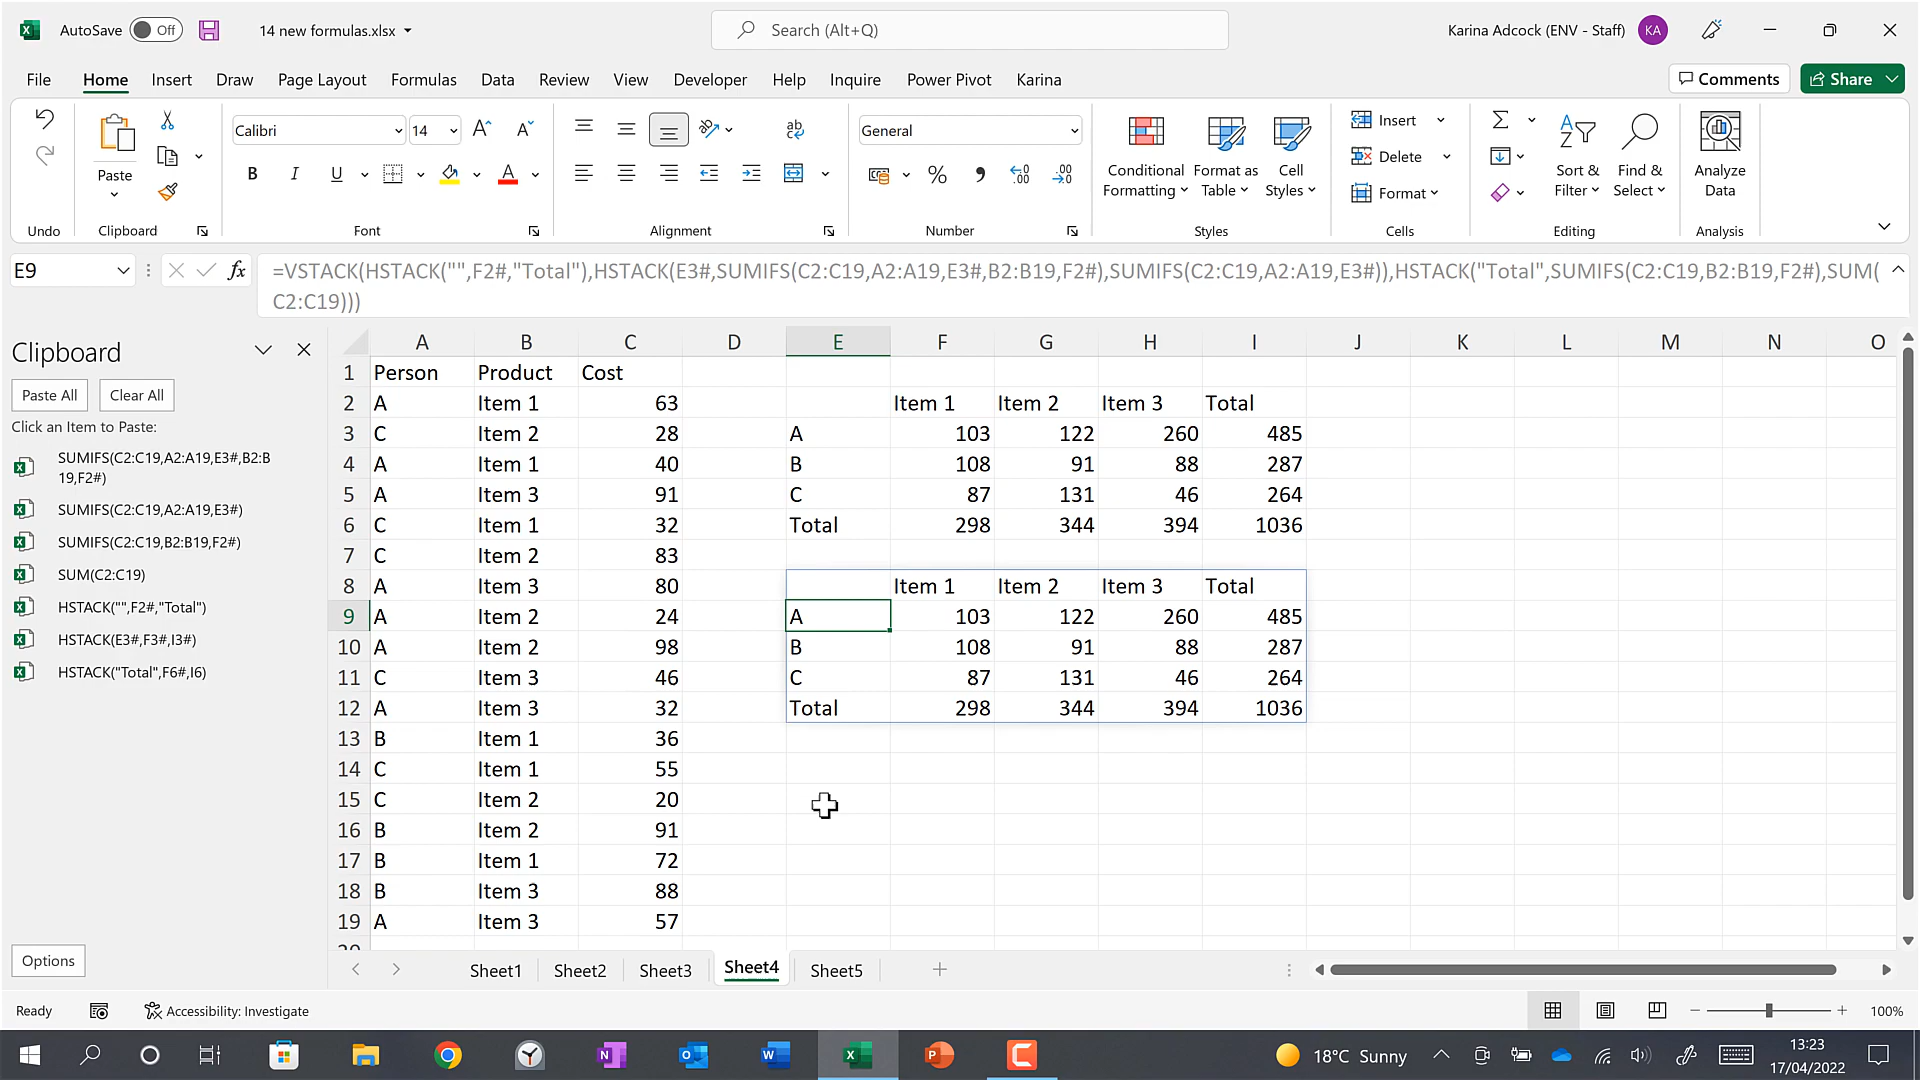 AutoSave Off 14 new formulas.xlsx Search (Alt+Q) Karina Adcock (ENV - Staff) KA
File Home Insert Draw Page Layout Formulas Data Review View Developer Help Inquire Power Pivot Karina Comments Share
Calibri 14 General Insert
Paste B I U Conditional Formatting Format as Table Cell Styles Delete Sort & Filter Find & Select Analyze Data
Format
Undo Clipboard Font Alignment Number Styles Cells Editing Analysis
E9 fx =VSTACK(HSTACK("",F2#,"Total"),HSTACK(E3#,SUMIFS(C2:C19,A2:A19,E3#,B2:B19,F2#),SUMIFS(C2:C19,A2:A19,E3#)),HSTACK("Total",SUMIFS(C2:C19,B2:B19,F2#),SUM(
C2:C19)))
Clipboard
Paste All Clear All
Click an Item to Paste:
SUMIFS(C2:C19,A2:A19,E3#,B2:B
19,F2#)
SUMIFS(C2:C19,A2:A19,E3#)
SUMIFS(C2:C19,B2:B19,F2#)
SUM(C2:C19)
HSTACK("",F2#,"Total")
HSTACK(E3#,F3#,I3#)
HSTACK("Total",F6#,I6)
Options
A B C D E F G H I J K L M N O
1 Person Product Cost
2 A Item 1 63 Item 1 Item 2 Item 3 Total
3 C Item 2 28 A 103 122 260 485
4 A Item 1 40 B 108 91 88 287
5 A Item 3 91 C 87 131 46 264
6 C Item 1 32 Total 298 344 394 1036
7 C Item 2 83
8 A Item 3 80 Item 1 Item 2 Item 3 Total
9 A Item 2 24 A 103 122 260 485
10 A Item 2 98 B 108 91 88 287
11 C Item 3 46 C 87 131 46 264
12 A Item 3 32 Total 298 344 394 1036
13 B Item 1 36
14 C Item 1 55
15 C Item 2 20
16 B Item 2 91
17 B Item 1 72
18 B Item 3 88
19 A Item 3 57
20
Sheet1 Sheet2 Sheet3 Sheet4 Sheet5
Ready Accessibility: Investigate 100%
18°C Sunny 13:23
17/04/2022